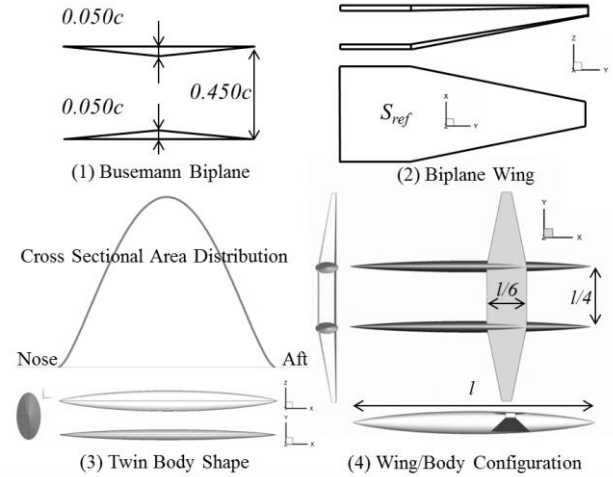 0.050c
0.050c
0.450c
(1) Busemann Biplane
Z
X Y
S_ref
X
Z Y
(2) Biplane Wing
Cross Sectional Area Distribution
Nose
Aft
Z
Y X
Y
Z X
(3) Twin Body Shape
Y
Z X
l/6
l/4
l
(4) Wing/Body Configuration